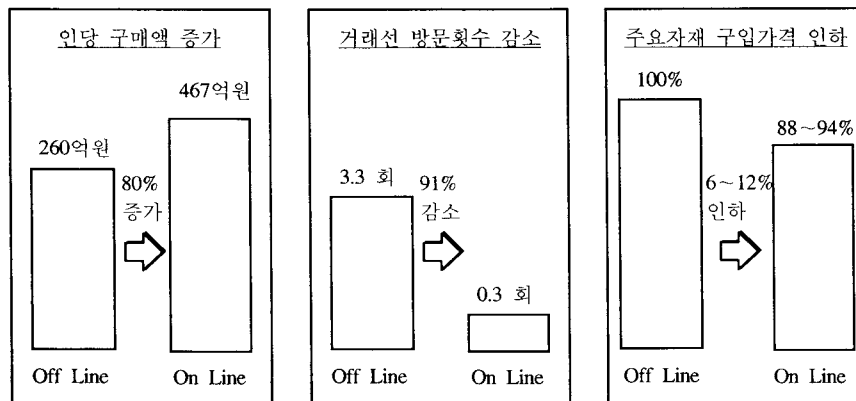 인당 구매액 증가
467억원
260억원
80%
증가
Off Line
On Line
거래선 방문횟수 감소
3.3 회
91%
감소
0.3 회
Off Line
On Line
주요자재 구입가격 인하
100%
88~94%
6~12%
인하
Off Line
On Line